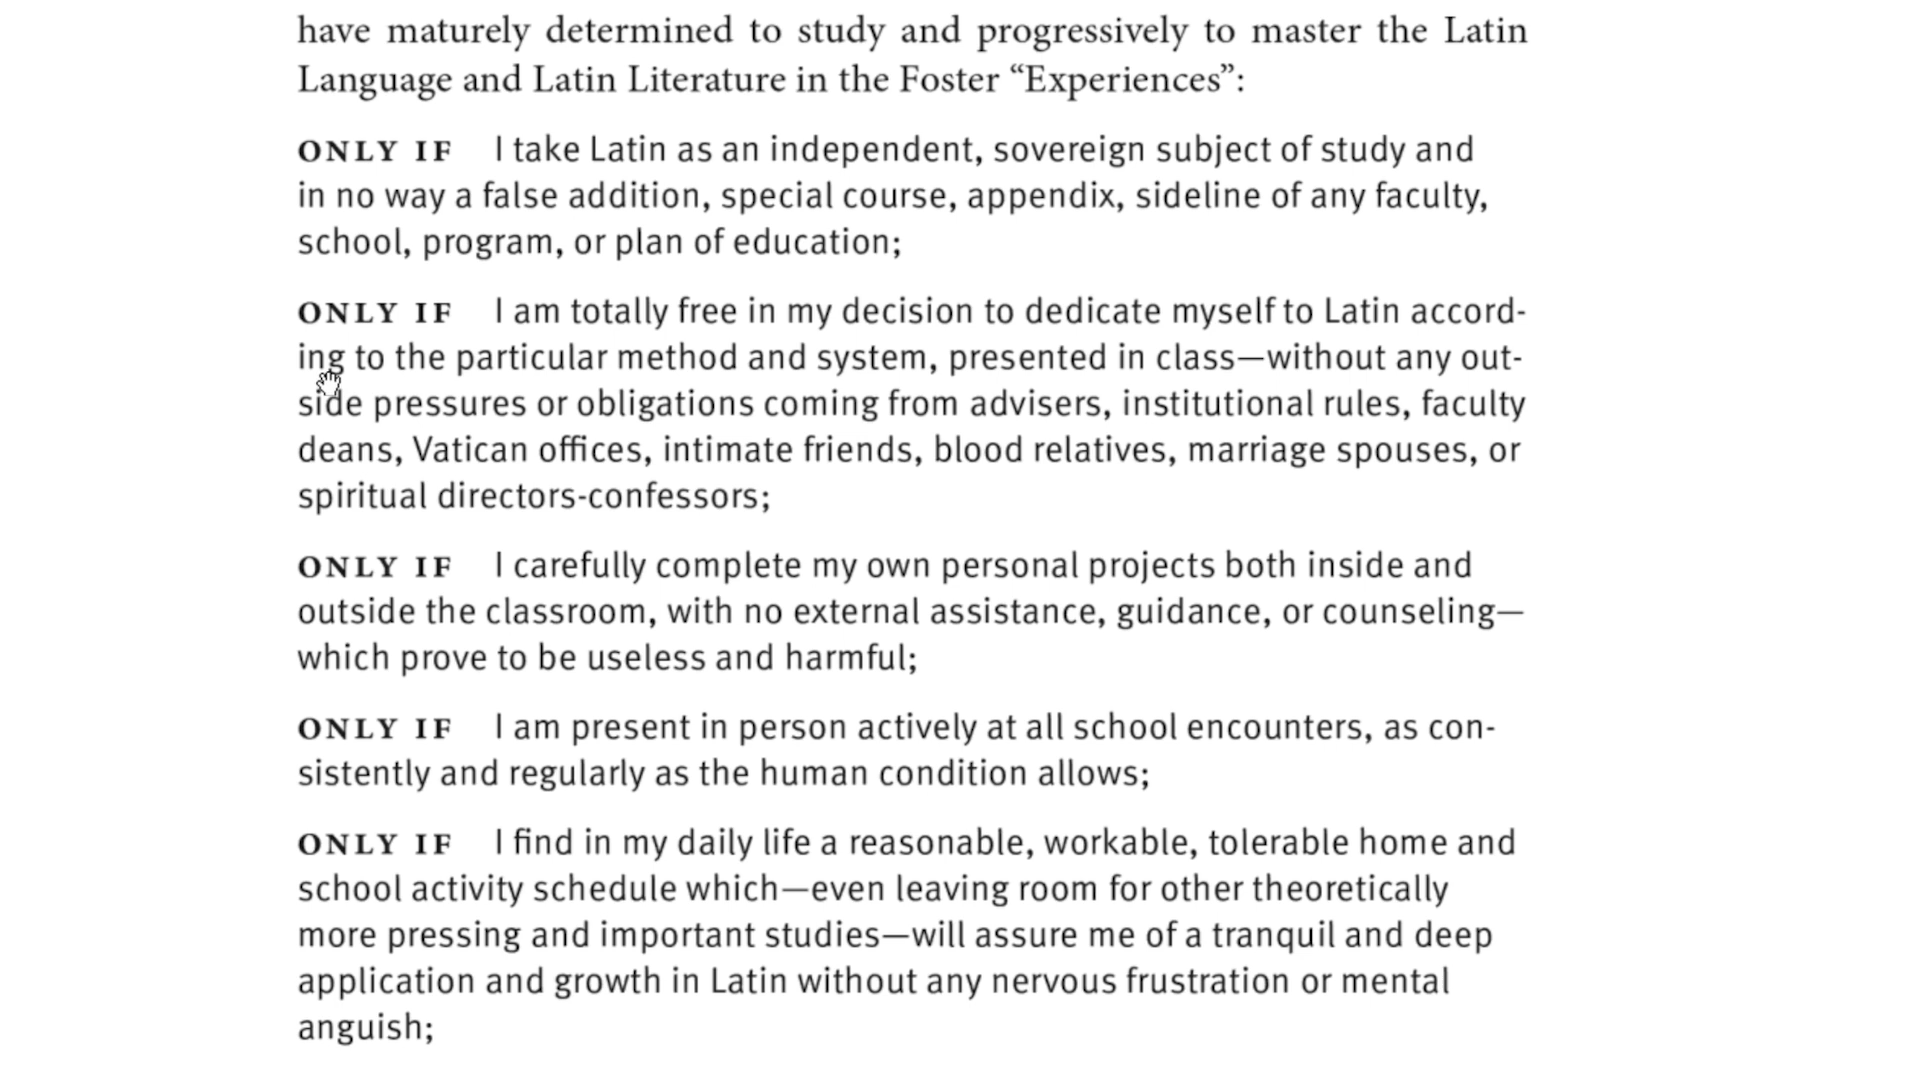 have maturely determined to study and progressively to master the Latin
Language and Latin Literature in the Foster “Experiences”:
ONLY IF I take Latin as an independent, sovereign subject of study and
in no way a false addition, special course, appendix, sideline of any faculty,
school, program, or plan of education;
ONLY IF I am totally free in my decision to dedicate myself to Latin accord-
ing to the particular method and system, presented in class—without any out-
side pressures or obligations coming from advisers, institutional rules, faculty
deans, Vatican offices, intimate friends, blood relatives, marriage spouses, or
spiritual directors-confessors;
ONLY IF I carefully complete my own personal projects both inside and
outside the classroom, with no external assistance, guidance, or counseling—
which prove to be useless and harmful;
ONLY IF I am present in person actively at all school encounters, as con-
sistently and regularly as the human condition allows;
ONLY IF I find in my daily life a reasonable, workable, tolerable home and
school activity schedule which—even leaving room for other theoretically
more pressing and important studies—will assure me of a tranquil and deep
application and growth in Latin without any nervous frustration or mental
anguish;